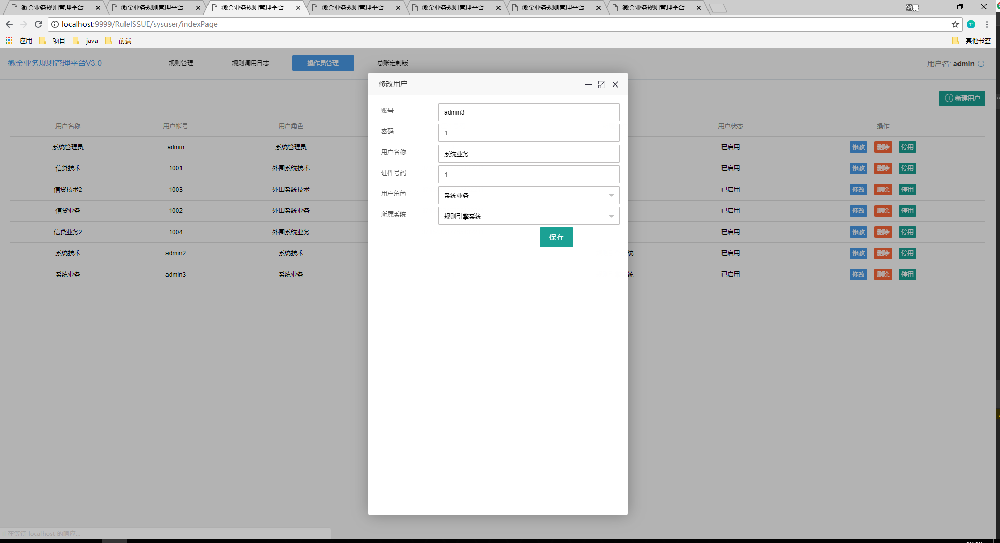 微金业务规则管理平台 微金业务规则管理平台 微金业务规则管理平台 微金业务规则管理平台 微金业务规则管理平台 微金业务规则管理平台 微金业务规则管理平台 涵晨
localhost:9999/RuleISSUE/sysuser/indexPage m
应用 项目 java 前端 其他书签
微金业务规则管理平台V3.0 规则管理 规则调用日志 操作员管理 总账定制版 用户名: admin
新建用户
用户名称 用户帐号 用户角色 用户状态 操作
系统管理员 admin 系统管理员 已启用 修改 删除 停用
信贷技术 1001 外围系统技术 已启用 修改 删除 停用
信贷技术2 1003 外围系统技术 已启用 修改 删除 停用
信贷业务 1002 外围系统业务 已启用 修改 删除 停用
信贷业务2 1004 外围系统业务 已启用 修改 删除 停用
系统技术 admin2 系统技术 统 已启用 修改 删除 停用
系统业务 admin3 系统业务 统 已启用 修改 删除 停用
修改用户
账号 admin3
密码 1
用户名称 系统业务
证件号码 1
用户角色 系统业务
所属系统 规则引擎系统
保存
正在等待 localhost 的响应...